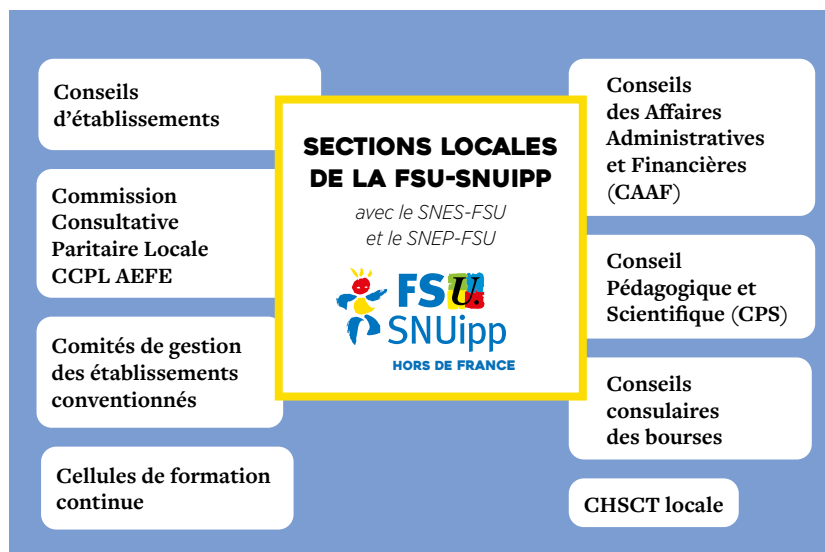 Conseils
d'établissements
Commission
Consultative
Paritaire Locale
CCPL AEFE
Comités de gestion
des établissements
conventionnés
Cellules de formation
continue
SECTIONS LOCALES
DE LA FSU-SNUIPP
avec le SNES-FSU
et le SNEP-FSU
FSU.
SNUipp
HORS DE FRANCE
Conseils
des Affaires
Administratives
et Financières
(CAAF)
Conseil
Pédagogique et
Scientifique (CPS)
Conseils
consulaires
des bourses
CHSCT locale